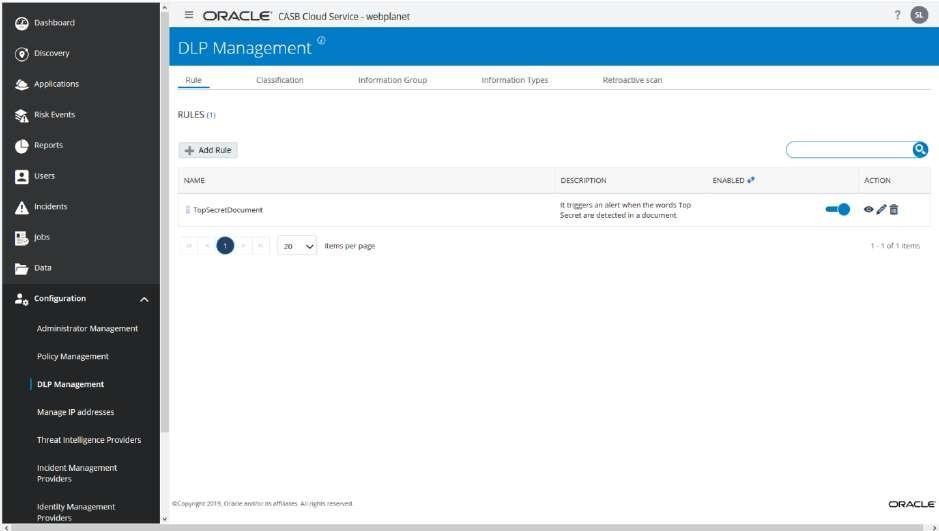 ORACLE® CASB Cloud Service - webplanet
? SL
Dashboard
Discovery
Applications
Risk Events
Reports
Users
Incidents
Jobs
Data
Configuration
Administrator Management
Policy Management
DLP Management
Manage IP addresses
Threat Intelligence Providers
Incident Management
Providers
Identity Management
Providers
DLP Management
Rule Classification Information Group Information Types Retroactive scan
RULES (1)
+ Add Rule
NAME DESCRIPTION ENABLED ACTION
TopSecretDocument
It triggers an alert when the words Top
Secret are detected in a document
1 20 Items per page 1 - 1 of 1 items
©Copyright 2019, Oracle and/or its affiliates. All rights reserved.
ORACLE